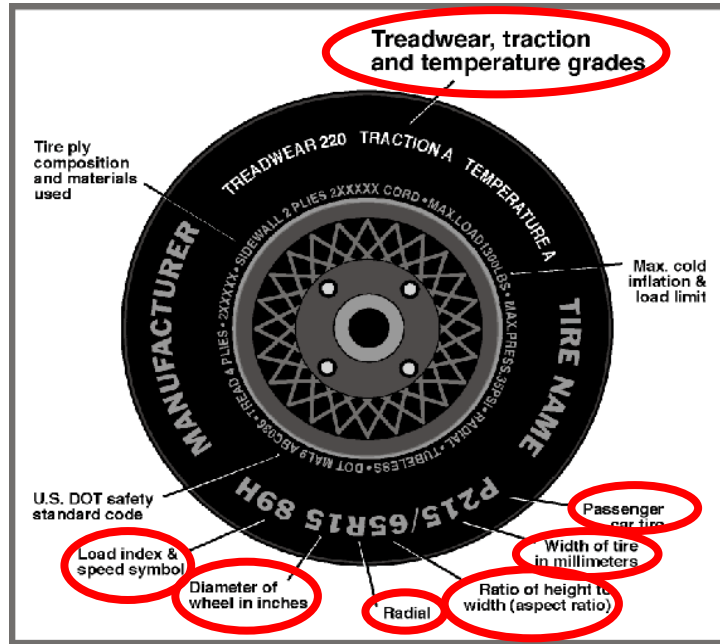 Treadwear, traction
and temperature grades
Tire ply
composition
and materials
used
TREADWEAR 220 TRACTION A TEMPERATURE A
SIDEWALL 2 PLIES 2XXXXX CORD • MAX.LOAD1300LBS • MAX.PRESS.35PSI • RADIAL • TUBELESS • DOT MAL9 ABC036 • TREAD 4 PLIES • 2XXXXX •
Max. cold
inflation &
load limit
MANUFACTURER
TIRE NAME
P215/65R15 89H
U.S. DOT safety
standard code
Passenger
car tire
Load index &
speed symbol
Width of tire
in millimeters
Diameter of
wheel in inches
Radial
Ratio of height to
width (aspect ratio)